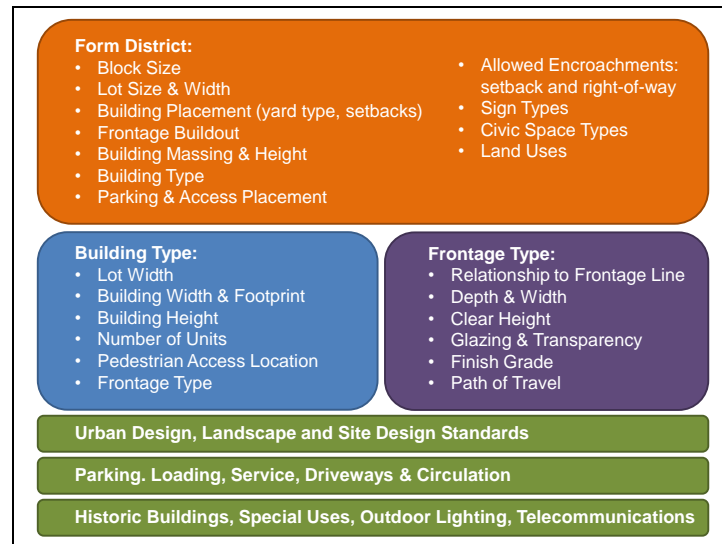 Form District:
• Block Size
• Lot Size & Width
• Building Placement (yard type, setbacks)
• Frontage Buildout
• Building Massing & Height
• Building Type
• Parking & Access Placement
• Allowed Encroachments:
setback and right-of-way
• Sign Types
• Civic Space Types
• Land Uses
Building Type:
• Lot Width
• Building Width & Footprint
• Building Height
• Number of Units
• Pedestrian Access Location
• Frontage Type
Frontage Type:
• Relationship to Frontage Line
• Depth & Width
• Clear Height
• Glazing & Transparency
• Finish Grade
• Path of Travel
Urban Design, Landscape and Site Design Standards
Parking. Loading, Service, Driveways & Circulation
Historic Buildings, Special Uses, Outdoor Lighting, Telecommunications